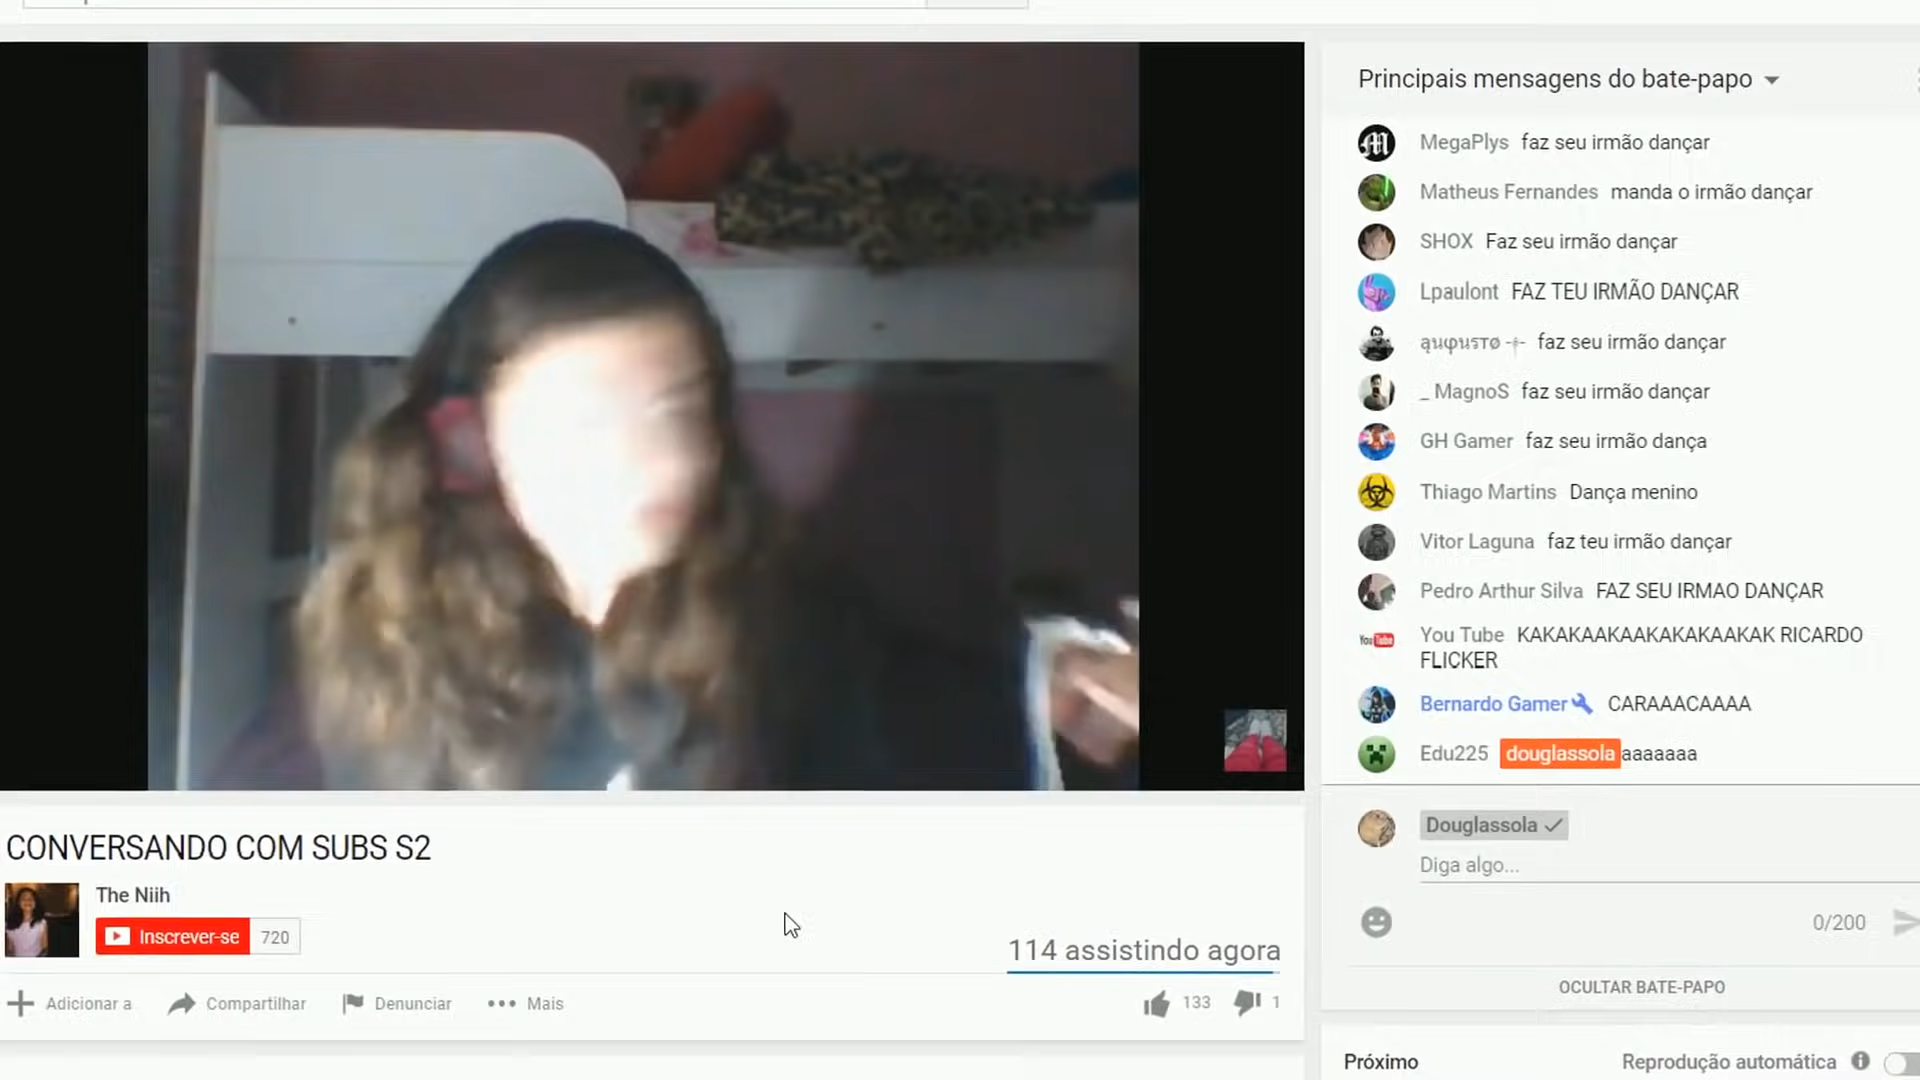 Principais mensagens do bate-papo
MegaPlys faz seu irmão dançar
Matheus Fernandes manda o irmão dançar
SHOX Faz seu irmão dançar
Lpaulont FAZ TEU IRMÃO DANÇAR
faz seu irmão dançar
_ MagnoS faz seu irmão dançar
GH Gamer faz seu irmão dança
Thiago Martins Dança menino
Vitor Laguna faz teu irmão dançar
Pedro Arthur Silva FAZ SEU IRMAO DANÇAR
You Tube KAKAKAAKAAKAKAKAAKAK RICARDO
FLICKER
Bernardo Gamer CARAAACAAAA
Edu225 douglassola aaaaaaa
Douglassola
Diga algo...
0/200
OCULTAR BATE-PAPO
CONVERSANDO COM SUBS S2
The Niih
Inscrever-se 720
114 assistindo agora
Adicionar a Compartilhar Denunciar Mais 133 1
Próximo Reprodução automática